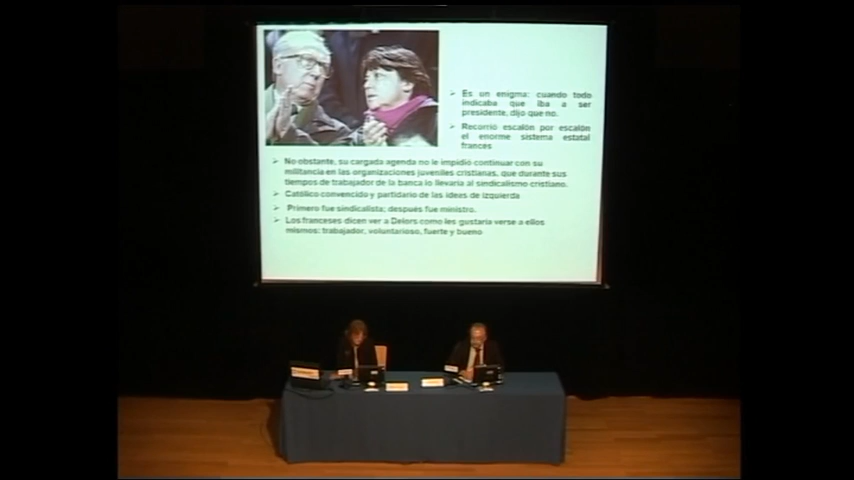 ➢ Es un enigma: cuando todo
indicaba que iba a ser
presidente, dijo que no.
➢ Recorrió escalón por escalón
el enorme sistema estatal
frances
➢ No obstante, su cargada agenda no le impidió continuar con su
militancia en las organizaciones juveniles cristianas, que durante sus
tiempos de trabajador de la banca lo llevaría al sindicalismo cristiano.
➢ Católico convencido y partidario de las ideas de izquierda
➢ Primero fue sindicalista; después fue ministro.
➢ Los franceses dicen ver a Delors como les gustaría verse a ellos
mismos: trabajador, voluntarioso, fuerte y bueno